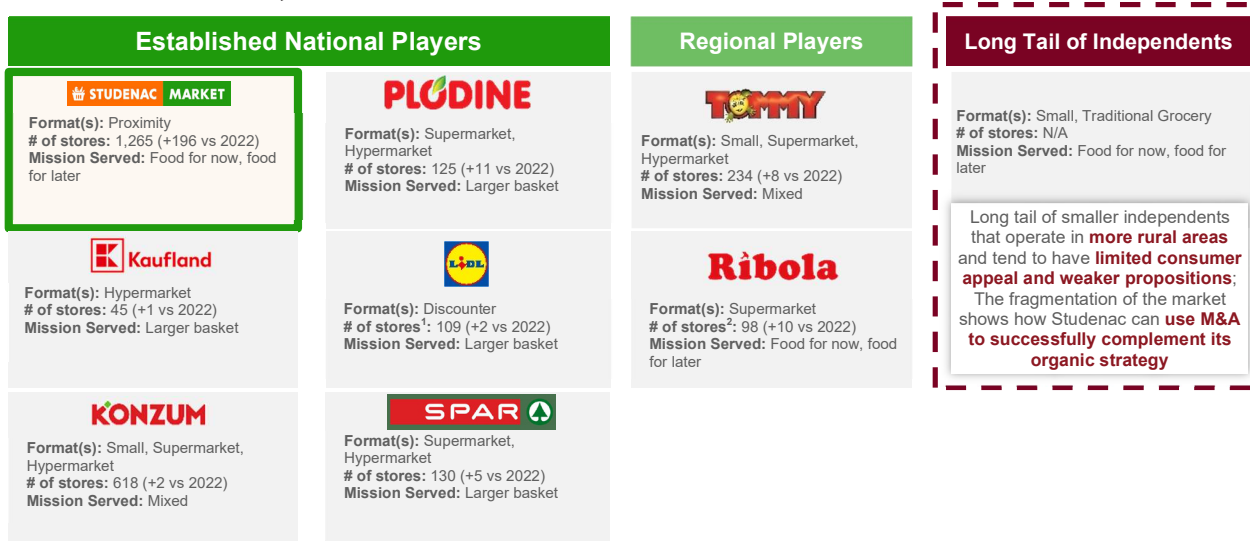 Established National Players
Regional Players
Long Tail of Independents
STUDENAC MARKET
Format(s): Proximity
# of stores: 1,265 (+196 vs 2022)
Mission Served: Food for now, food
for later
PLODINE
Format(s): Supermarket,
Hypermarket
# of stores: 125 (+11 vs 2022)
Mission Served: Larger basket
TOMMY
Format(s): Small, Supermarket,
Hypermarket
# of stores: 234 (+8 vs 2022)
Mission Served: Mixed
Format(s): Small, Traditional Grocery
# of stores: N/A
Mission Served: Food for now, food for
later
Long tail of smaller independents
that operate in more rural areas
and tend to have limited consumer
appeal and weaker propositions;
The fragmentation of the market
shows how Studenac can use M&A
to successfully complement its
organic strategy
Kaufland
Format(s): Hypermarket
# of stores: 45 (+1 vs 2022)
Mission Served: Larger basket
LIDL
Format(s): Discounter
# of stores¹: 109 (+2 vs 2022)
Mission Served: Larger basket
Ribola
Format(s): Supermarket
# of stores²: 98 (+10 vs 2022)
Mission Served: Food for now, food
for later
KONZUM
Format(s): Small, Supermarket,
Hypermarket
# of stores: 618 (+2 vs 2022)
Mission Served: Mixed
SPAR
Format(s): Supermarket,
Hypermarket
# of stores: 130 (+5 vs 2022)
Mission Served: Larger basket